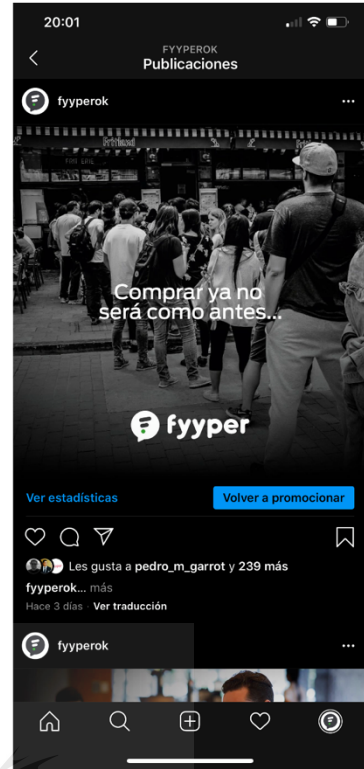 20:01
FYYPEROK
Publicaciones
fyyperok
Comprar ya no
será como antes...
fyyper
Ver estadísticas
Volver a promocionar
Les gusta a pedro_m_garrot y 239 más
fyyperok... más
Hace 3 días · Ver traducción
fyyperok